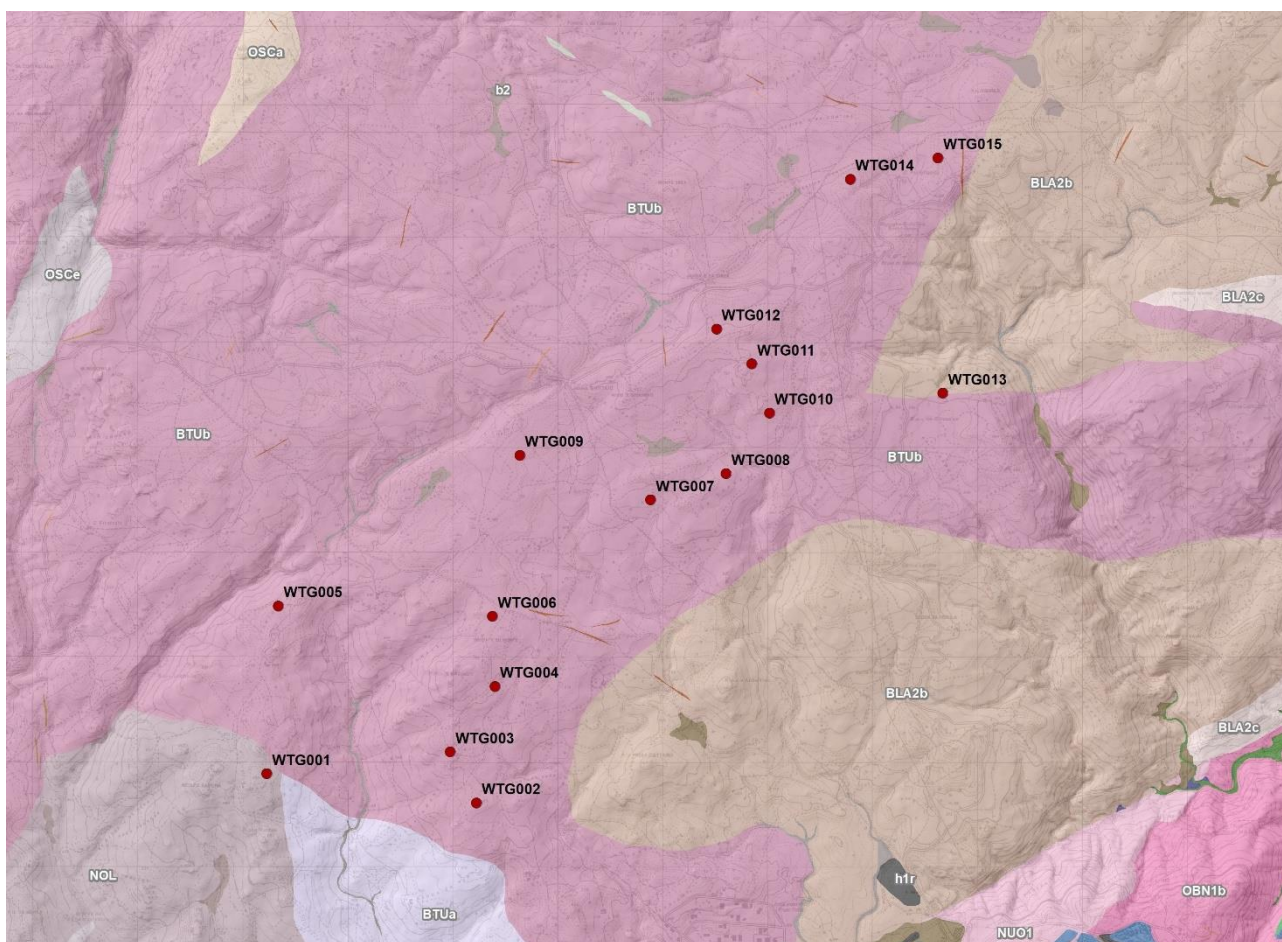 OSCa
b2
WTG015
WTG014
BLA2b
BTUb
OSCe
BLA2c
WTG012
WTG011
WTG013
WTG010
BTUb
WTG009
WTG008
BTUb
WTG007
WTG005
WTG006
WTG004
BLA2b
WTG003
BLA2c
WTG001
WTG002
NOL
h1r
OBN1b
BTUa
NUO1